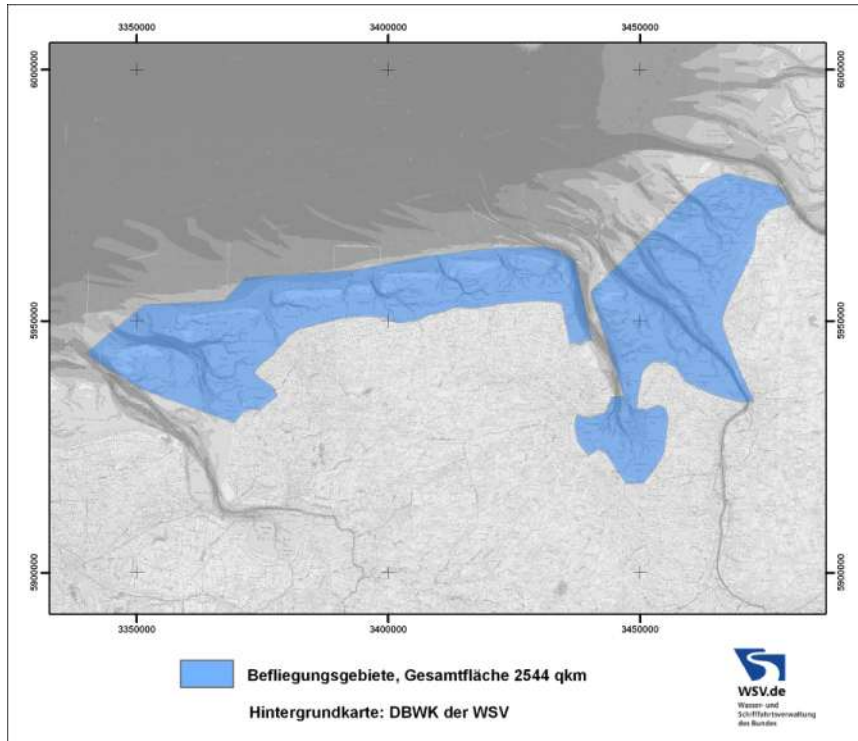 3350000 3400000 3450000
6000000 6000000
5950000 5950000
5900000 5900000
3350000 3400000 3450000
Befliegungsgebiete, Gesamtfläche 2544 qkm
Hintergrundkarte: DBWK der WSV
WSV.de
Wasser- und
Schifffahrtsverwaltung
des Bundes